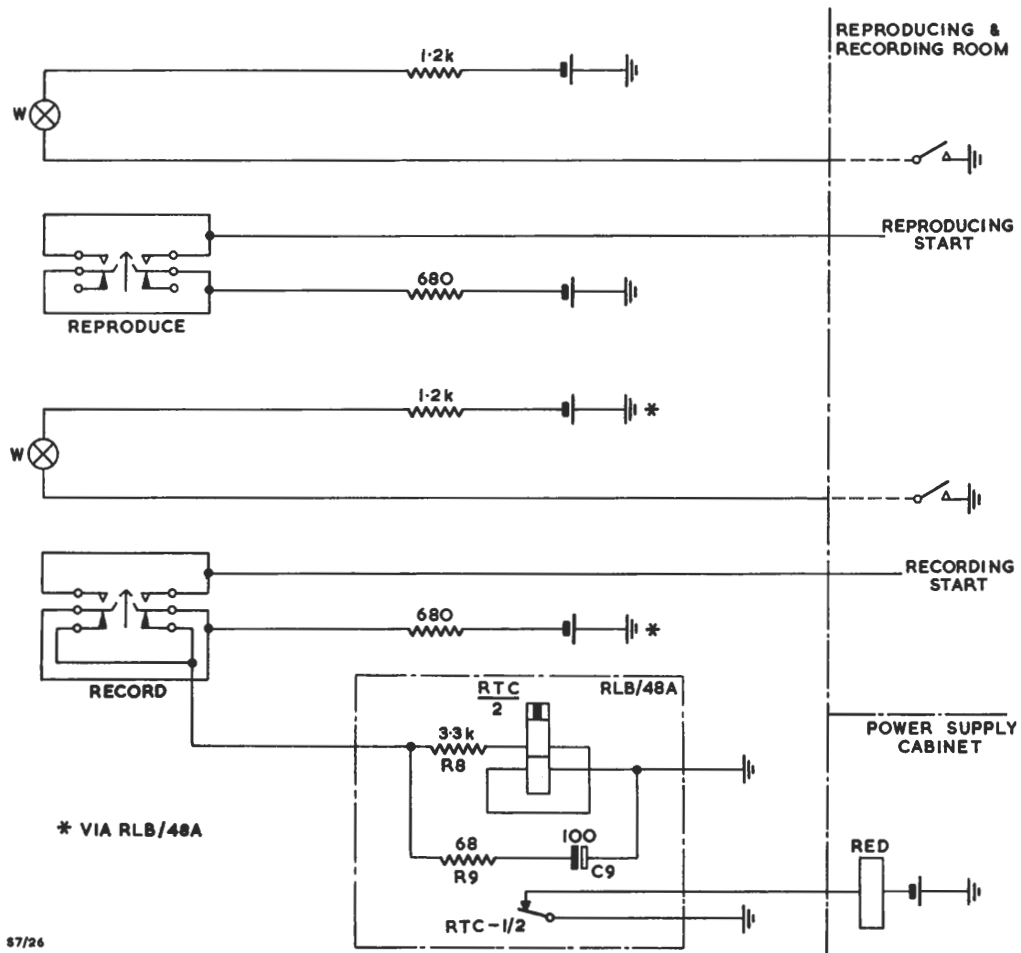 REPRODUCING &
RECORDING ROOM
1·2k
W
REPRODUCING
START
680
REPRODUCE
1·2k
*
W
RECORDING
START
680
*
RECORD
RTC
2
RLB/48A
POWER SUPPLY
CABINET
3·3k
R8
* VIA RLB/48A
68
R9
100
C9
RED
RTC-1/2
S7/26